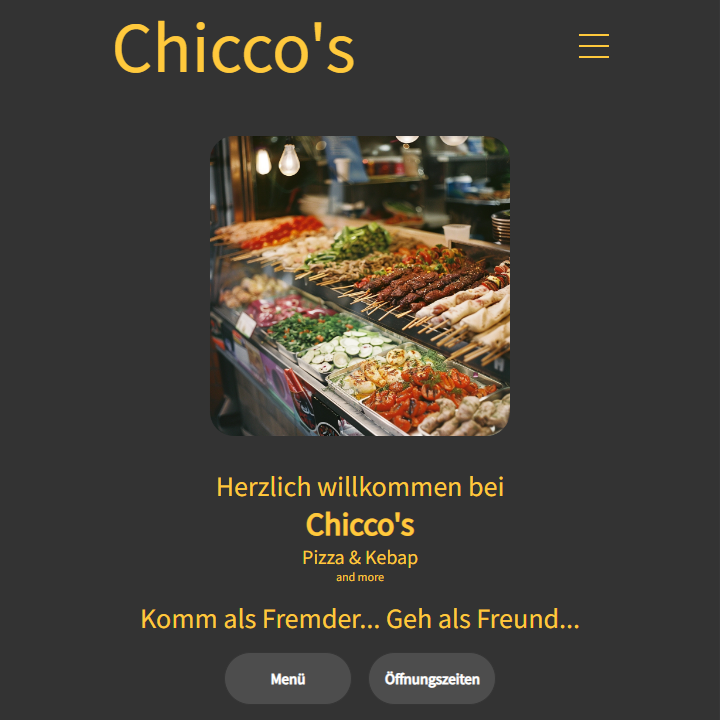 Chicco's
Herzlich willkommen bei
Chicco's
Pizza & Kebap
and more
Komm als Fremder... Geh als Freund...
Menü
Öffnungszeiten